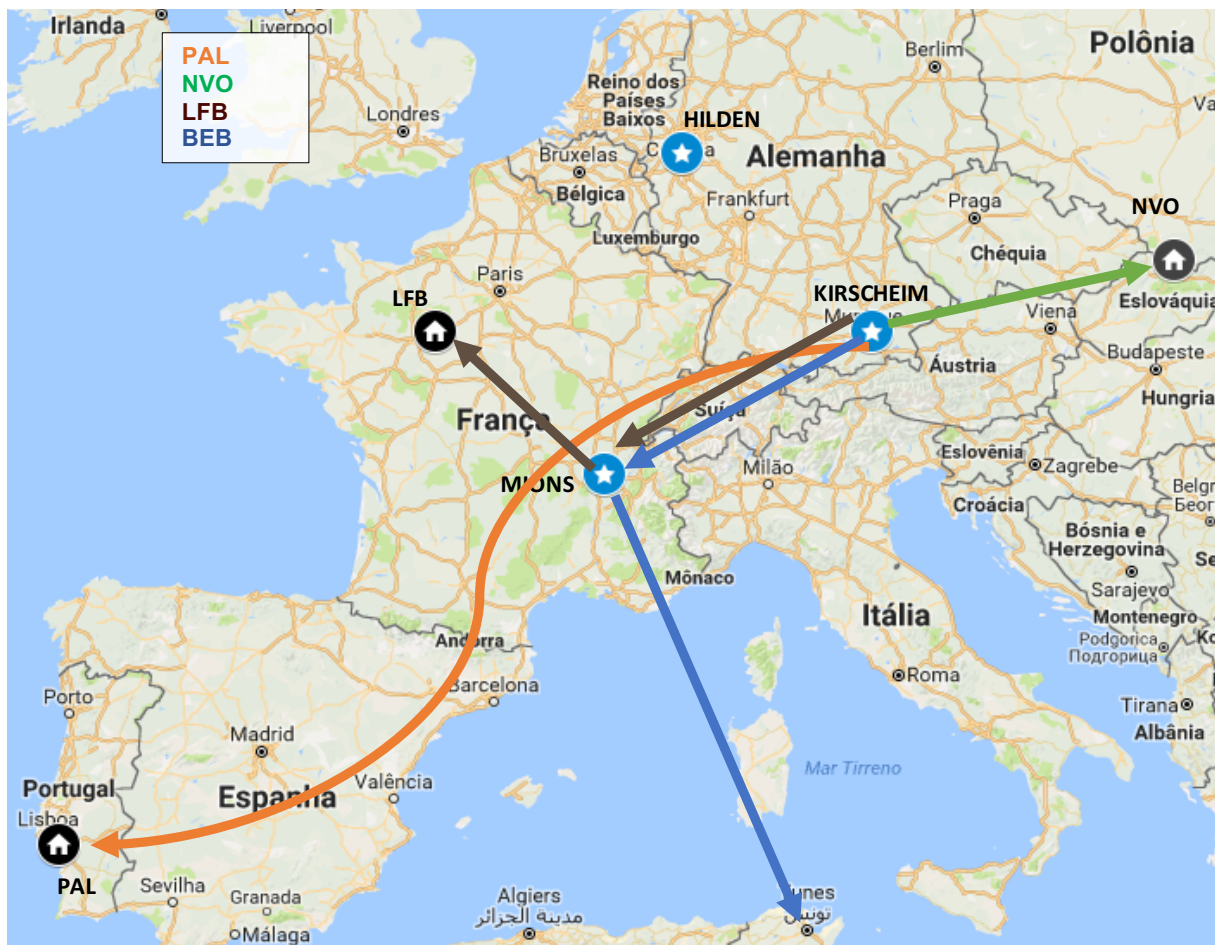 Irlanda
Liverpool
PAL
NVO
LFB
BEB
Londres
Berlim
Polônia
Reino dos
Países
Baixos
HILDEN
Alemanha
Bruxelas
Bélgica
Frankfurt
Luxemburgo
Praga
Chéquia
NVO
Paris
LFB
KIRSCHEIM
Eslováquia
Viena
Budapeste
Áustria
Hungria
França
Suíça
MIONS
Milão
Eslovênia
Zagrebe
Croácia
Bósnia e
Herzegovina
Sarajevo
Mônaco
Montenegro
Podgorica
Подгорица
Itália
Andorra
Barcelona
Roma
Tirana
Albânia
Porto
Madrid
Portugal
Espanha
Valência
Mar Tirreno
Lisboa
PAL
Sevilha
Granada
Málaga
Algiers
مدينة الجزائر
تونس